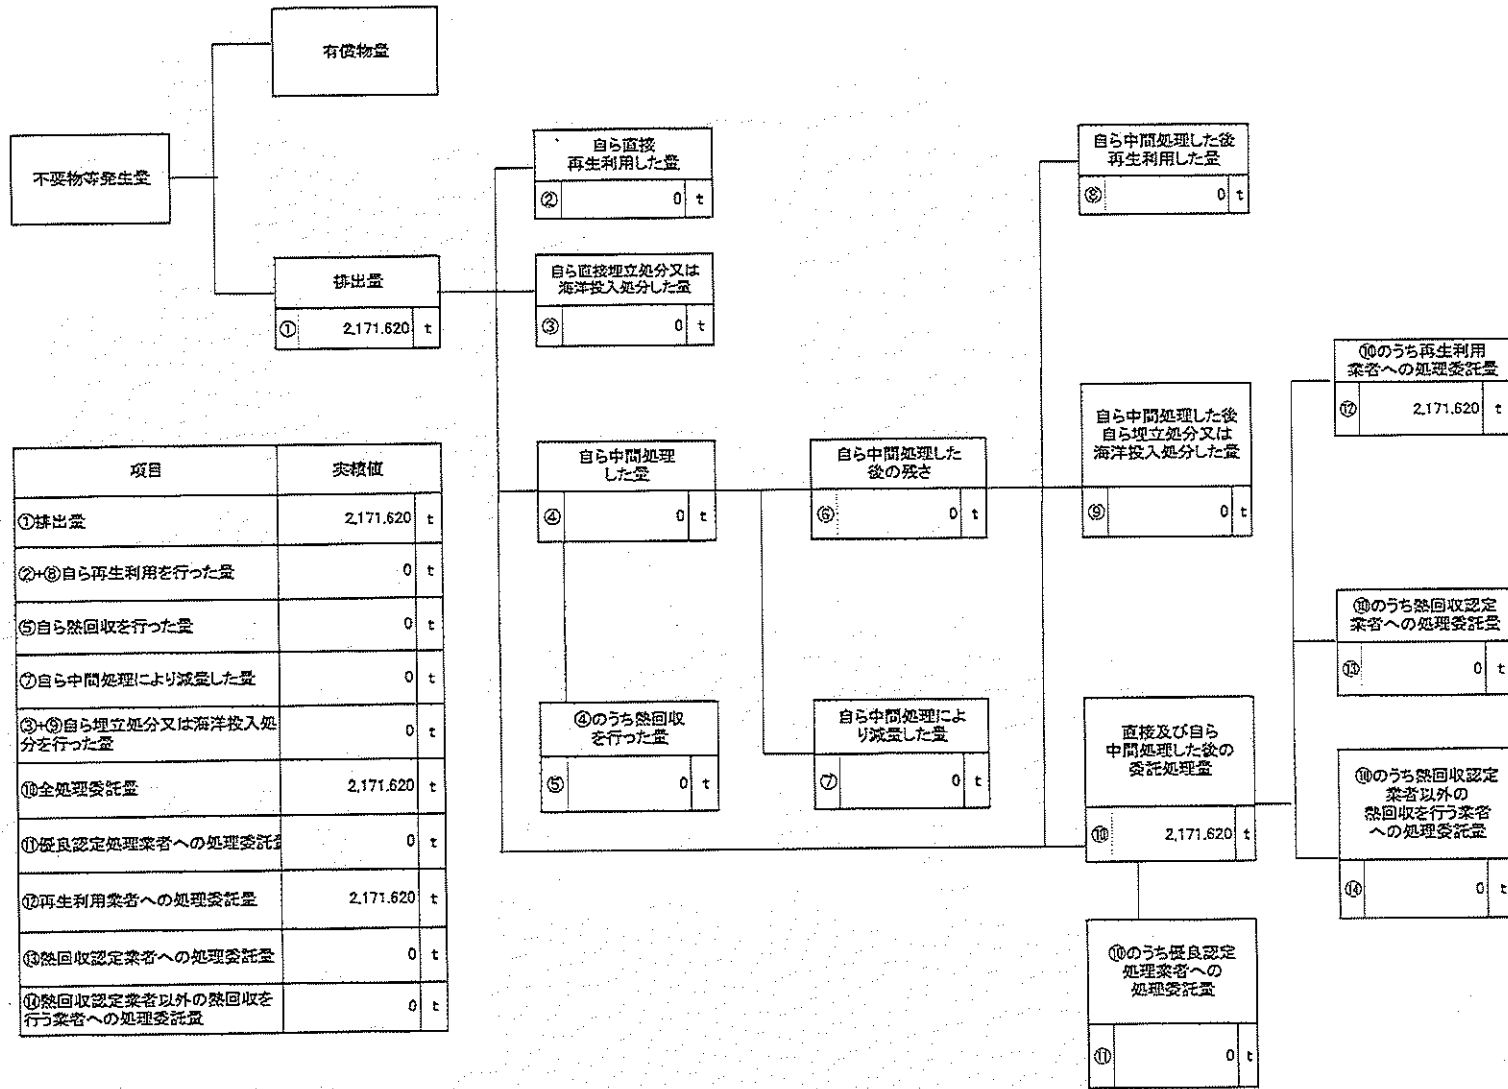 有償物量
不要物等発生量
排出量
① 2,171.620 t
自ら直接
再生利用した量
② 0 t
自ら直接埋立処分又は
海洋投入処分した量
③ 0 t
自ら中間処理
した量
④ 0 t
④のうち熱回収
を行った量
⑤ 0 t
自ら中間処理した
後の残さ
⑥ 0 t
自ら中間処理によ
り減量した量
⑦ 0 t
自ら中間処理した後
再生利用した量
⑧ 0 t
自ら中間処理した後
自ら埋立処分又は
海洋投入処分した量
⑨ 0 t
直接及び自ら
中間処理した後の
委託処理量
⑩ 2,171.620 t
⑩のうち優良認定
処理業者への
処理委託量
⑪ 0 t
⑩のうち再生利用
業者への処理委託量
⑫ 2,171.620 t
⑩のうち熱回収認定
業者への処理委託量
⑬ 0 t
⑩のうち熱回収認定
業者以外の
熱回収を行う業者
への処理委託量
⑭ 0 t
項目 実績値
①排出量 2,171.620 t
②+⑧自ら再生利用を行った量 0 t
⑤自ら熱回収を行った量 0 t
⑦自ら中間処理により減量した量 0 t
③+⑨自ら埋立処分又は海洋投入処
分を行った量 0 t
⑩全処理委託量 2,171.620 t
⑪優良認定処理業者への処理委託量 0 t
⑫再生利用業者への処理委託量 2,171.620 t
⑬熱回収認定業者への処理委託量 0 t
⑭熱回収認定業者以外の熱回収を
行う業者への処理委託量 0 t